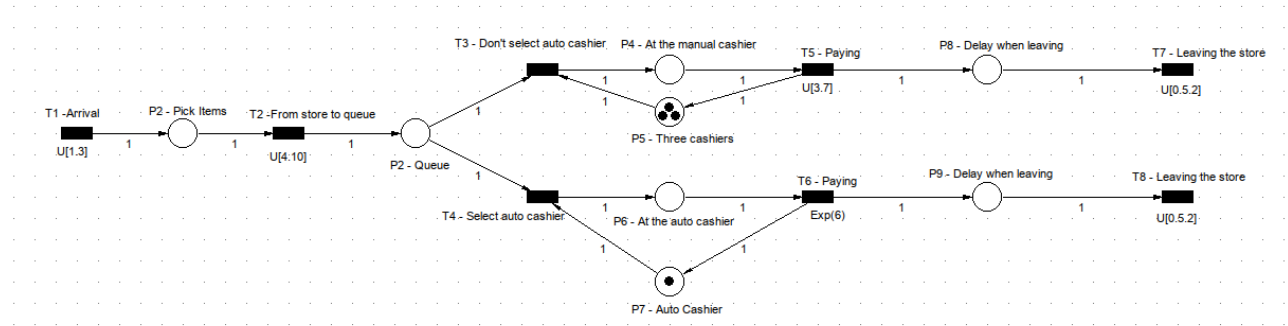 T3 - Don't select auto cashier
P4 - At the manual cashier
T5 - Paying
P8 - Delay when leaving
T7 - Leaving the store
1
1
1
1
1
1
U[3.7]
U[0.5.2]
P5 - Three cashiers
T1 -Arrival
P2 - Pick Items
T2 -From store to queue
1
1
1
1
U[1.3]
U[4.10]
P2 - Queue
1
T4 - Select auto cashier
P6 - At the auto cashier
T6 - Paying
P9 - Delay when leaving
T8 - Leaving the store
1
1
1
1
1
1
Exp(6)
U[0.5.2]
P7 - Auto Cashier